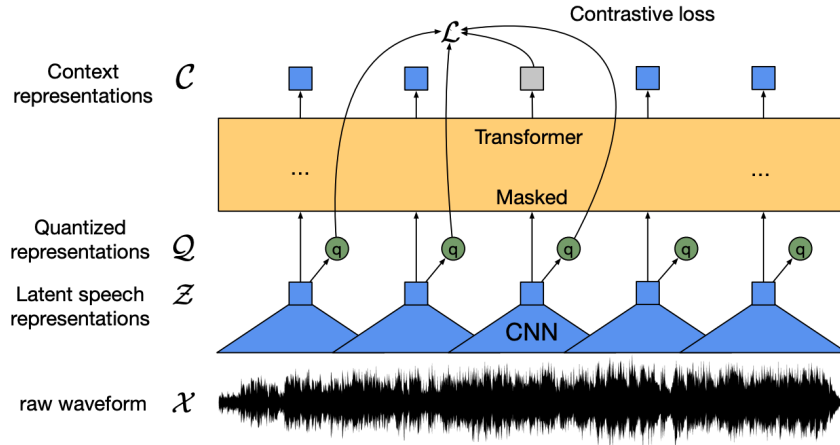 Contrastive loss
ℒ
Context
representations
𝒞
Transformer
...
...
Masked
Quantized
representations
𝒬
q
q
q
q
q
Latent speech
representations
𝒵
CNN
raw waveform
𝒳